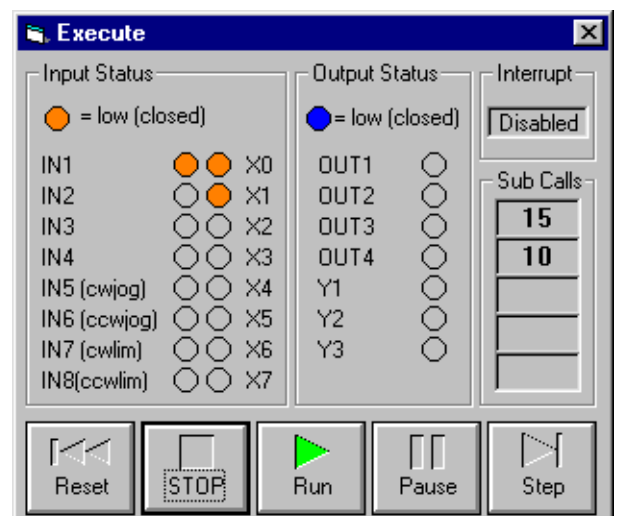 Execute
Input Status
= low (closed)
IN1 X0
IN2 X1
IN3 X2
IN4 X3
IN5 (cwjog) X4
IN6 (ccwjog) X5
IN7 (cwlim) X6
IN8(ccwlim) X7
Output Status
= low (closed)
OUT1
OUT2
OUT3
OUT4
Y1
Y2
Y3
Interrupt
Disabled
Sub Calls
15
10
Reset
STOP
Run
Pause
Step